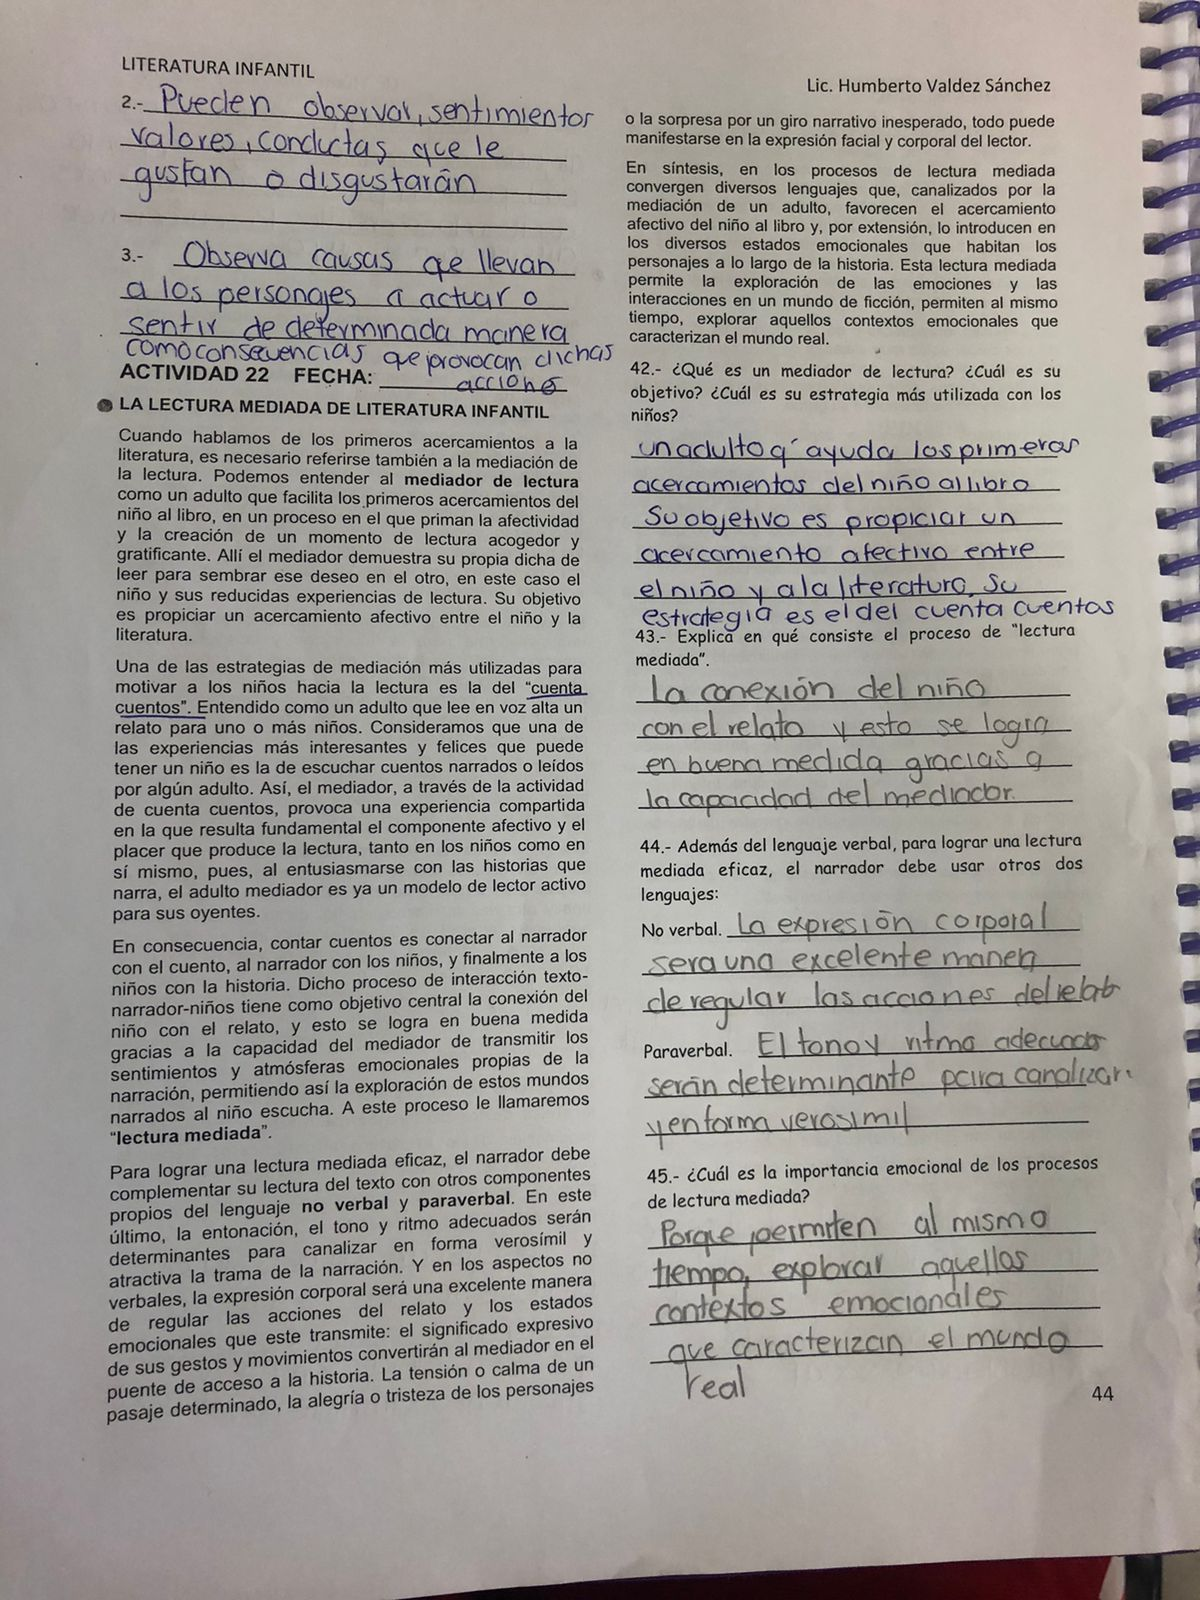 LITERATURA INFANTIL
2.- Pueden observar, sentimientos
valores, conductas que le
gustan o disgustarán
3.- Observa causas que llevan
a los personajes a actuar o
sentir de determinada manera
como consecuencias que provocan dichas
acciones
ACTIVIDAD 22 FECHA:
LA LECTURA MEDIADA DE LITERATURA INFANTIL
Cuando hablamos de los primeros acercamientos a la
literatura, es necesario referirse también a la mediación de
la lectura. Podemos entender al mediador de lectura
como un adulto que facilita los primeros acercamientos del
niño al libro, en un proceso en el que priman la afectividad
y la creación de un momento de lectura acogedor y
gratificante. Allí el mediador demuestra su propia dicha de
leer para sembrar ese deseo en el otro, en este caso el
niño y sus reducidas experiencias de lectura. Su objetivo
es propiciar un acercamiento afectivo entre el niño y la
literatura.
Una de las estrategias de mediación más utilizadas para
motivar a los niños hacia la lectura es la del "cuenta
cuentos". Entendido como un adulto que lee en voz alta un
relato para uno o más niños. Consideramos que una de
las experiencias más interesantes y felices que puede
tener un niño es la de escuchar cuentos narrados o leídos
por algún adulto. Así, el mediador, a través de la actividad
de cuenta cuentos, provoca una experiencia compartida
en la que resulta fundamental el componente afectivo y el
placer que produce la lectura, tanto en los niños como en
sí mismo, pues, al entusiasmarse con las historias que
narra, el adulto mediador es ya un modelo de lector activo
para sus oyentes.
En consecuencia, contar cuentos es conectar al narrador
con el cuento, al narrador con los niños, y finalmente a los
niños con la historia. Dicho proceso de interacción texto-
narrador-niños tiene como objetivo central la conexión del
niño con el relato, y esto se logra en buena medida
gracias a la capacidad del mediador de transmitir los
sentimientos y atmósferas emocionales propias de la
narración, permitiendo así la exploración de estos mundos
narrados al niño escucha. A este proceso le llamaremos
"lectura mediada".
Para lograr una lectura mediada eficaz, el narrador debe
complementar su lectura del texto con otros componentes
propios del lenguaje no verbal y paraverbal. En este
último, la entonación, el tono y ritmo adecuados serán
determinantes para canalizar en forma verosímil y
atractiva la trama de la narración. Y en los aspectos no
verbales, la expresión corporal será una excelente manera
de regular las acciones del relato y los estados
emocionales que este transmite: el significado expresivo
de sus gestos y movimientos convertirán al mediador en el
puente de acceso a la historia. La tensión o calma de un
pasaje determinado, la alegría o tristeza de los personajes
Lic. Humberto Valdez Sánchez
o la sorpresa por un giro narrativo inesperado, todo puede
manifestarse en la expresión facial y corporal del lector.
En síntesis, en los procesos de lectura mediada
convergen diversos lenguajes que, canalizados por la
mediación de un adulto, favorecen el acercamiento
afectivo del niño al libro y, por extensión, lo introducen en
los diversos estados emocionales que habitan los
personajes a lo largo de la historia. Esta lectura mediada
permite la exploración de las emociones y las
interacciones en un mundo de ficción, permiten al mismo
tiempo, explorar aquellos contextos emocionales que
caracterizan el mundo real.
42.- ¿Qué es un mediador de lectura? ¿Cuál es su
objetivo? ¿Cuál es su estrategia más utilizada con los
niños?
un adulto q' ayuda los primeros
acercamientos del niño al libro
Su objetivo es propiciar un
acercamiento afectivo entre
el niño y a la literatura. Su
estrategia es el del cuenta cuentos
43.- Explica en qué consiste el proceso de "lectura
mediada".
La conexión del niño
con el relato y esto se logra
en buena medida gracias a
la capacidad del mediador.
44.- Además del lenguaje verbal, para lograr una lectura
mediada eficaz, el narrador debe usar otros dos
lenguajes:
No verbal. La expresión corporal
sera una excelente manera
de regular las acciones del relato
Paraverbal. El tono y ritmo adecuados
serán determinante para canalizar.
y en forma verosimil
45.- ¿Cuál es la importancia emocional de los procesos
de lectura mediada?
Porque permiten al mismo
tiempo, explorar aquellos
contextos emocionales
que caracterizan el mundo
real
44